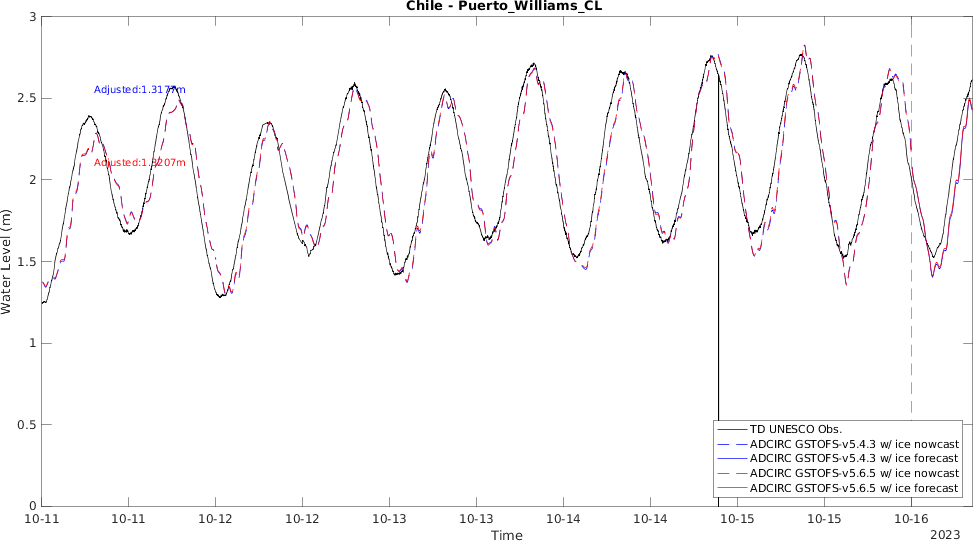 Chile - Puerto_Williams_CL
3
2.5
2
1.5
1
0.5
0
Water Level (m)
Adjusted:1.3177m
Adjusted:1.3207m
TD UNESCO Obs.
ADCIRC GSTOFS-v5.4.3 w/ ice nowcast
ADCIRC GSTOFS-v5.4.3 w/ ice forecast
ADCIRC GSTOFS-v5.6.5 w/ ice nowcast
ADCIRC GSTOFS-v5.6.5 w/ ice forecast
10-11 10-11 10-12 10-12 10-13 10-13 10-14 10-14 10-15 10-15 10-16
Time
2023